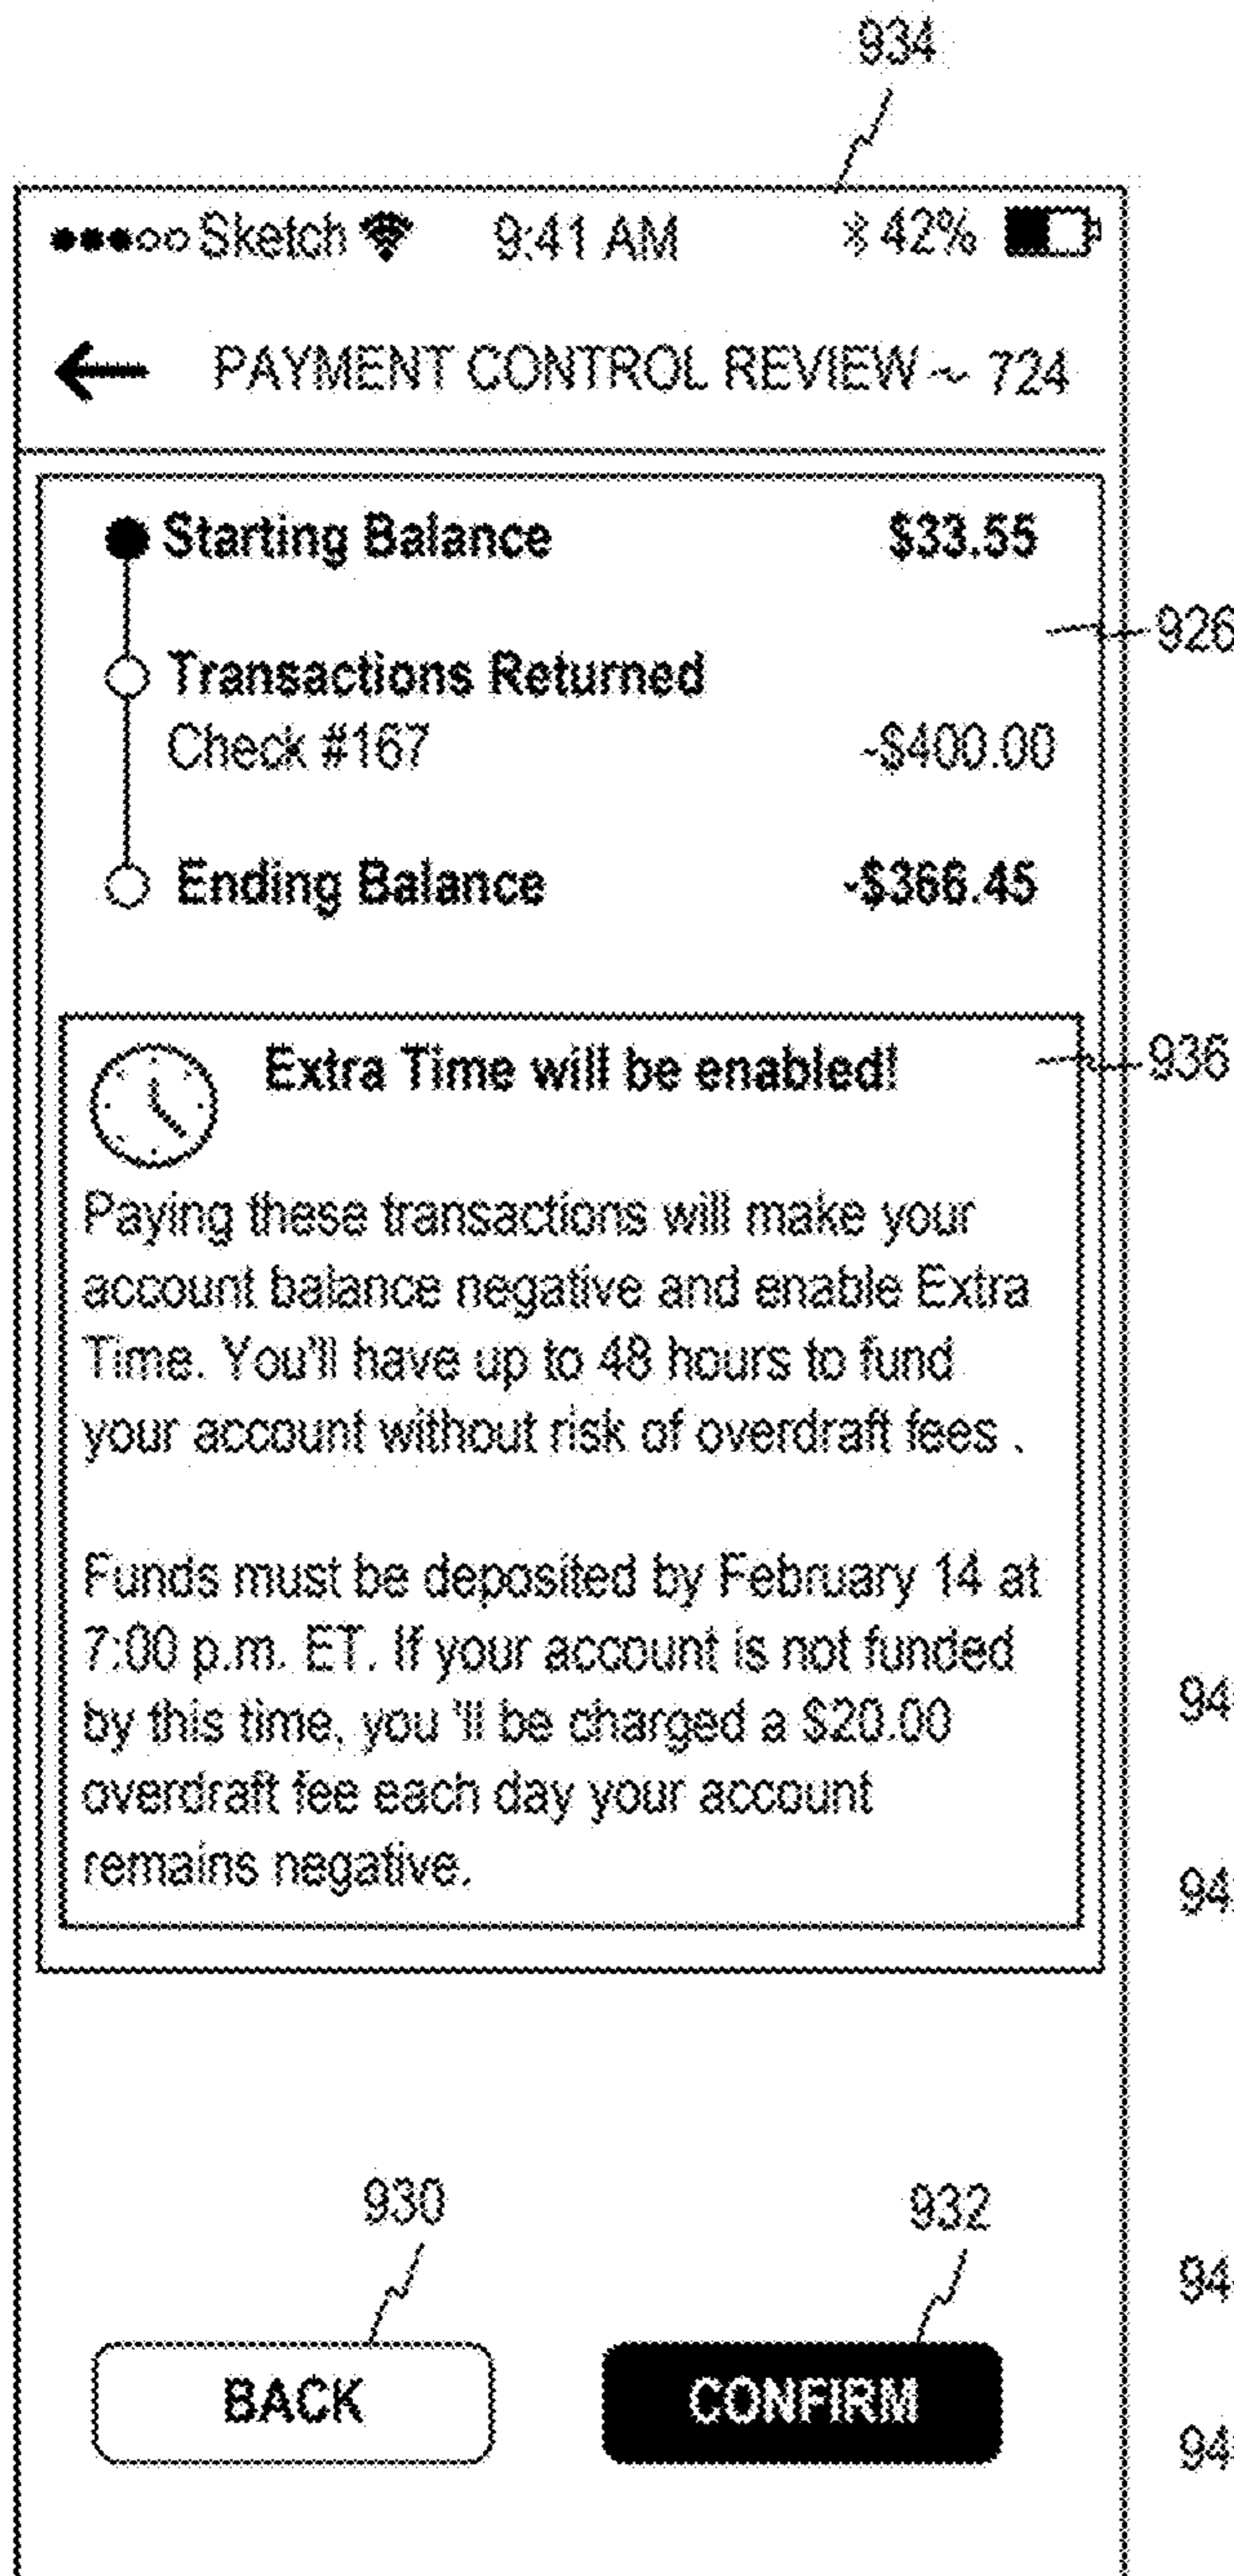 934
Sketch 9:41 AM 42%
PAYMENT CONTROL REVIEW ~ 724
Starting Balance $33.55
926
Transactions Returned
Check #167 -$400.00
Ending Balance -$366.45
Extra Time will be enabled!
936
Paying these transactions will make your
account balance negative and enable Extra
Time. You'll have up to 48 hours to fund
your account without risk of overdraft fees .
Funds must be deposited by February 14 at
7:00 p.m. ET. If your account is not funded
by this time, you 'll be charged a $20.00
overdraft fee each day your account
remains negative.
930 932
BACK CONFIRM